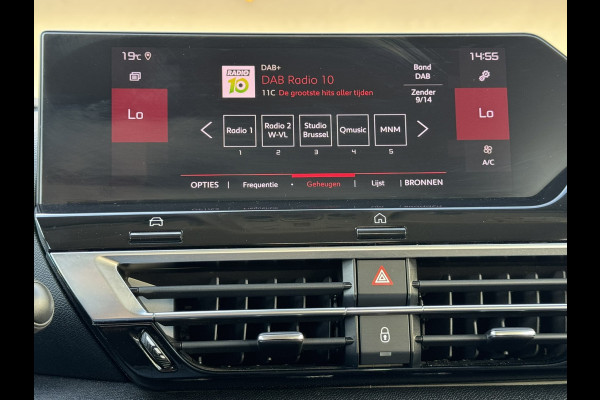 19°C
14:55
RADIO 10
DAB+
DAB Radio 10
11C De grootste hits aller tijden
Band
DAB
Zender
9/14
Lo
Lo
Radio 1
Radio 2 W-VL
Studio Brussel
Qmusic
MNM
1 2 3 4 5
A/C
OPTIES | Frequentie • Geheugen | Lijst | BRONNEN